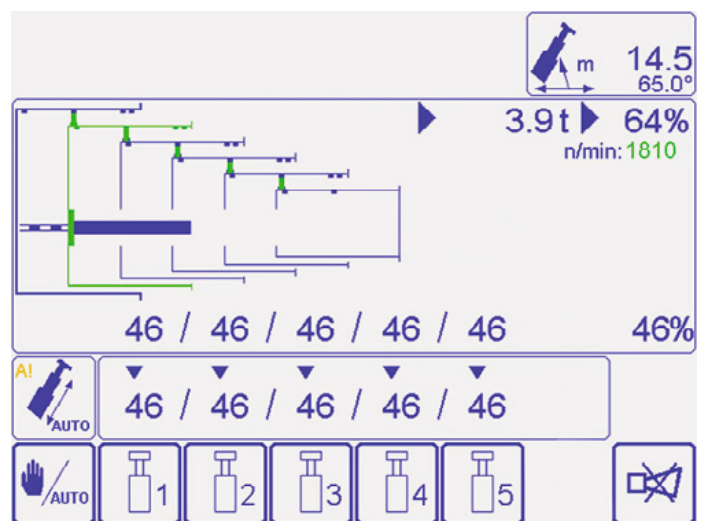 m 14.5
65.0°
3.9 t 64%
n/min: 1810
46 / 46 / 46 / 46 / 46 46%
A!
AUTO
46 / 46 / 46 / 46 / 46
/AUTO 1 2 3 4 5